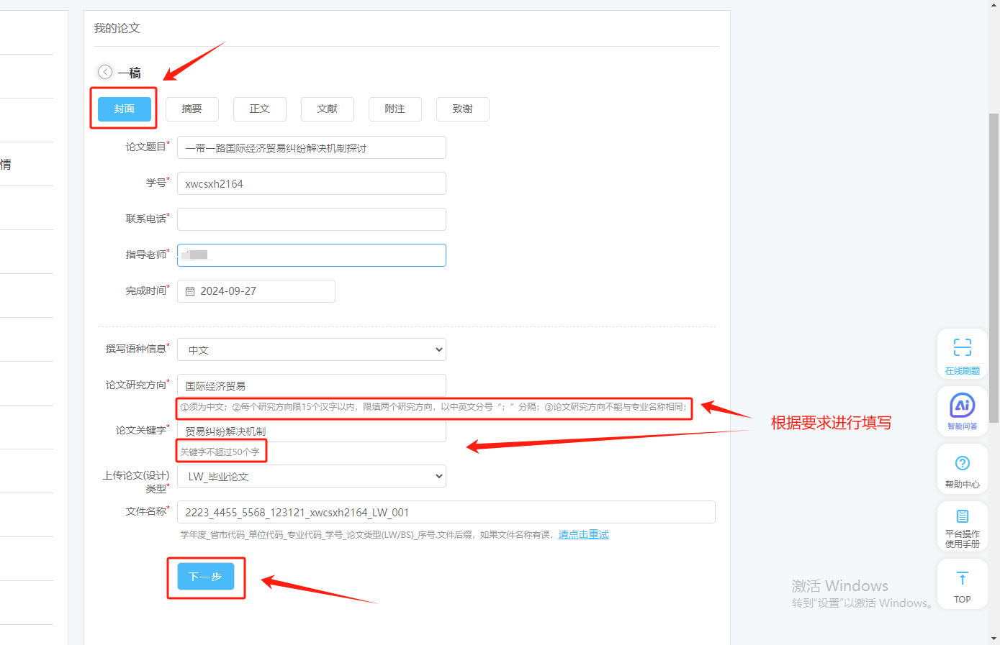 我的论文
一稿
封面 摘要 正文 文献 附注 致谢
论文题目* 一带一路国际经济贸易纠纷解决机制探讨
情
学号* xwcsxh2164
联系电话*
指导老师*
完成时间* 2024-09-27
撰写语种信息* 中文
论文研究方向* 国际经济贸易
①须为中文；②每个研究方向限15个汉字以内，限填两个研究方向，以中英文分号“；”分隔；③论文研究方向不能与专业名称相同；
根据要求进行填写
论文关键字* 贸易纠纷解决机制
关键字不超过50个字
上传论文(设计)
类型* LW_毕业论文
文件名称* 2223_4455_5568_123121_xwcsxh2164_LW_001
学年度_省市代码_单位代码_专业代码_学号_论文类型(LW/BS)_序号.文件后缀，如果文件名称有误，请点击重试
下一步
在线刷题
Ai
智能问答
帮助中心
平台操作
使用手册
TOP
激活 Windows
转到“设置”以激活 Windows。